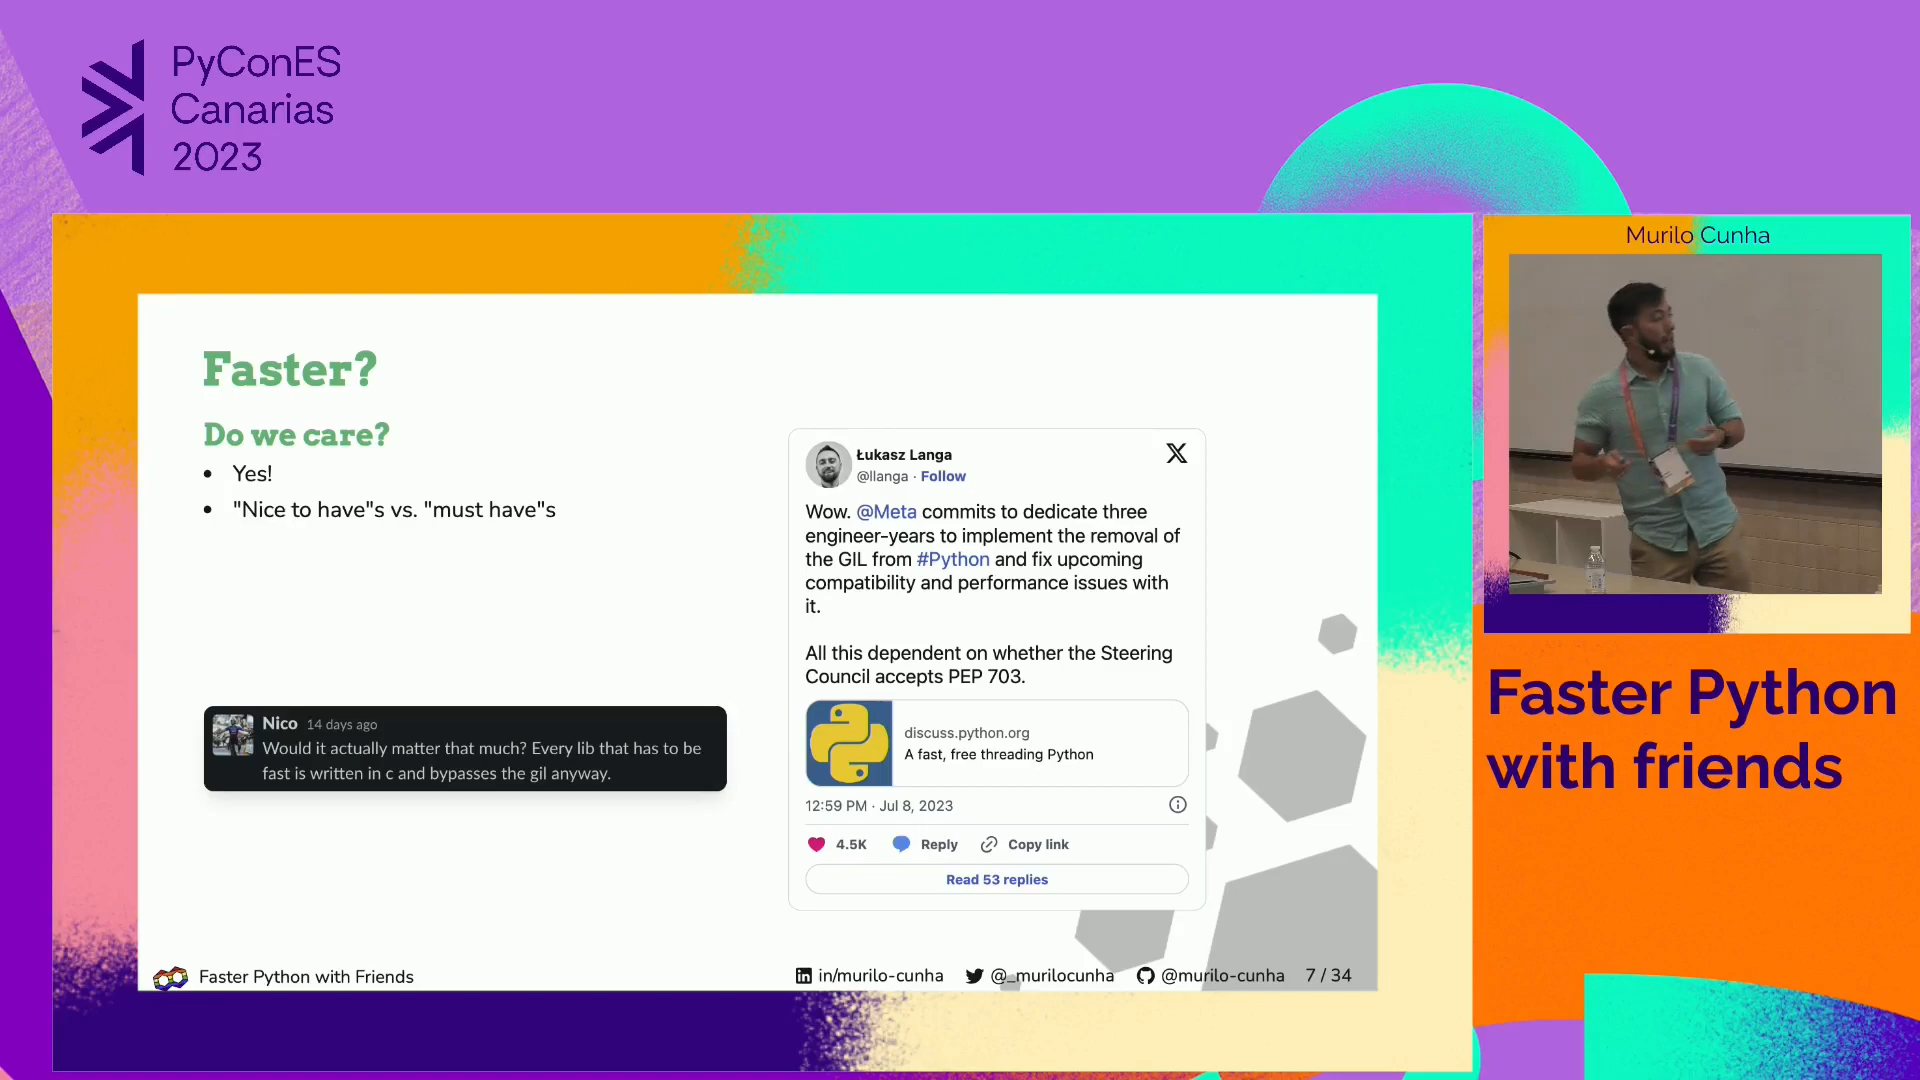 PyConES
Canarias
2023
Murilo Cunha
Faster?
Do we care?
• Yes!
• "Nice to have"s vs. "must have"s
Nico 14 days ago
Would it actually matter that much? Every lib that has to be
fast is written in c and bypasses the gil anyway.
Łukasz Langa
@llanga · Follow
Wow. @Meta commits to dedicate three
engineer-years to implement the removal of
the GIL from #Python and fix upcoming
compatibility and performance issues with
it.
All this dependent on whether the Steering
Council accepts PEP 703.
discuss.python.org
A fast, free threading Python
12:59 PM · Jul 8, 2023
4.5K Reply Copy link
Read 53 replies
Faster Python with Friends
in/murilo-cunha @_murilocunha @murilo-cunha 7 / 34
Faster Python
with friends